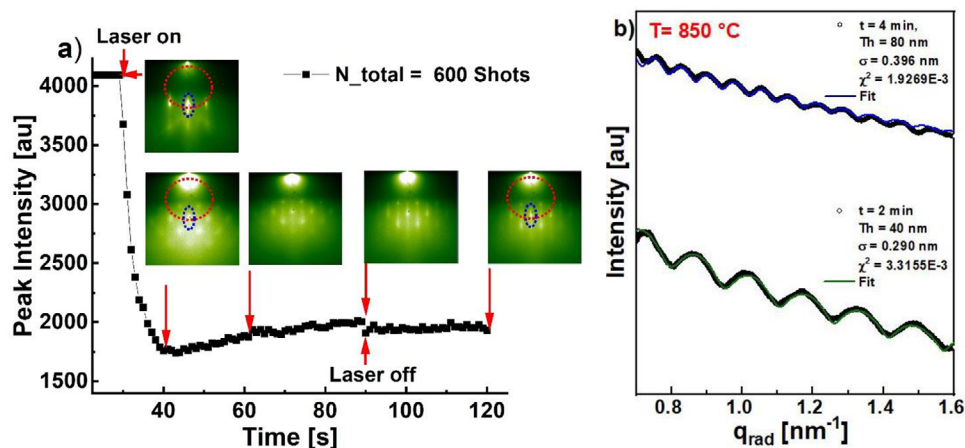 a)
Laser on
N_total = 600 Shots
Peak Intensity [au]
4000
3500
3000
2500
2000
1500
Laser off
40
60
80
100
120
Time [s]
b)
T= 850 °C
t = 4 min,
Th = 80 nm
σ = 0.396 nm
χ² = 1.9269E-3
Fit
t = 2 min
Th = 40 nm
σ = 0.290 nm
χ² = 3.3155E-3
Fit
Intensity [au]
0.8
1.0
1.2
1.4
1.6
q_rad [nm⁻¹]